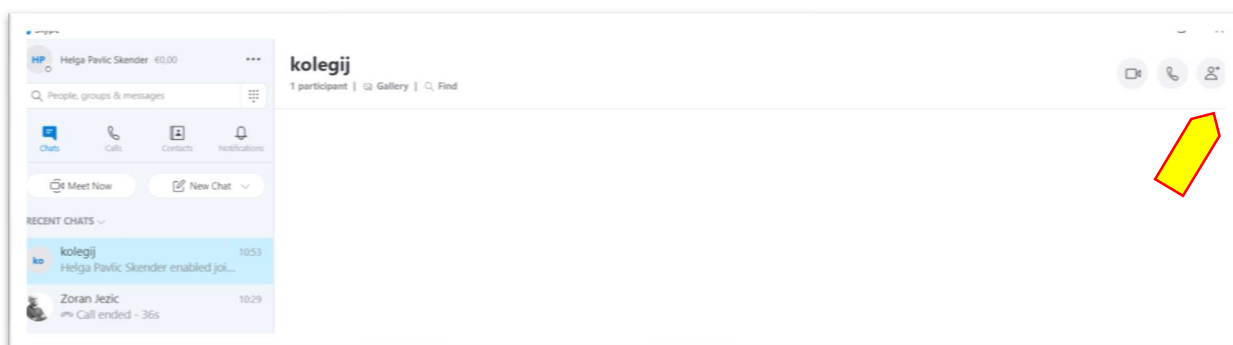 HP Helga Pavlic Skender €0,00
People, groups & messages
Chats Calls Contacts Notifications
Meet Now New Chat
RECENT CHATS
ko kolegij 10:53
Helga Pavlic Skender enabled joi...
Zoran Jezic 10:29
Call ended - 36s
kolegij
1 participant | Gallery | Find